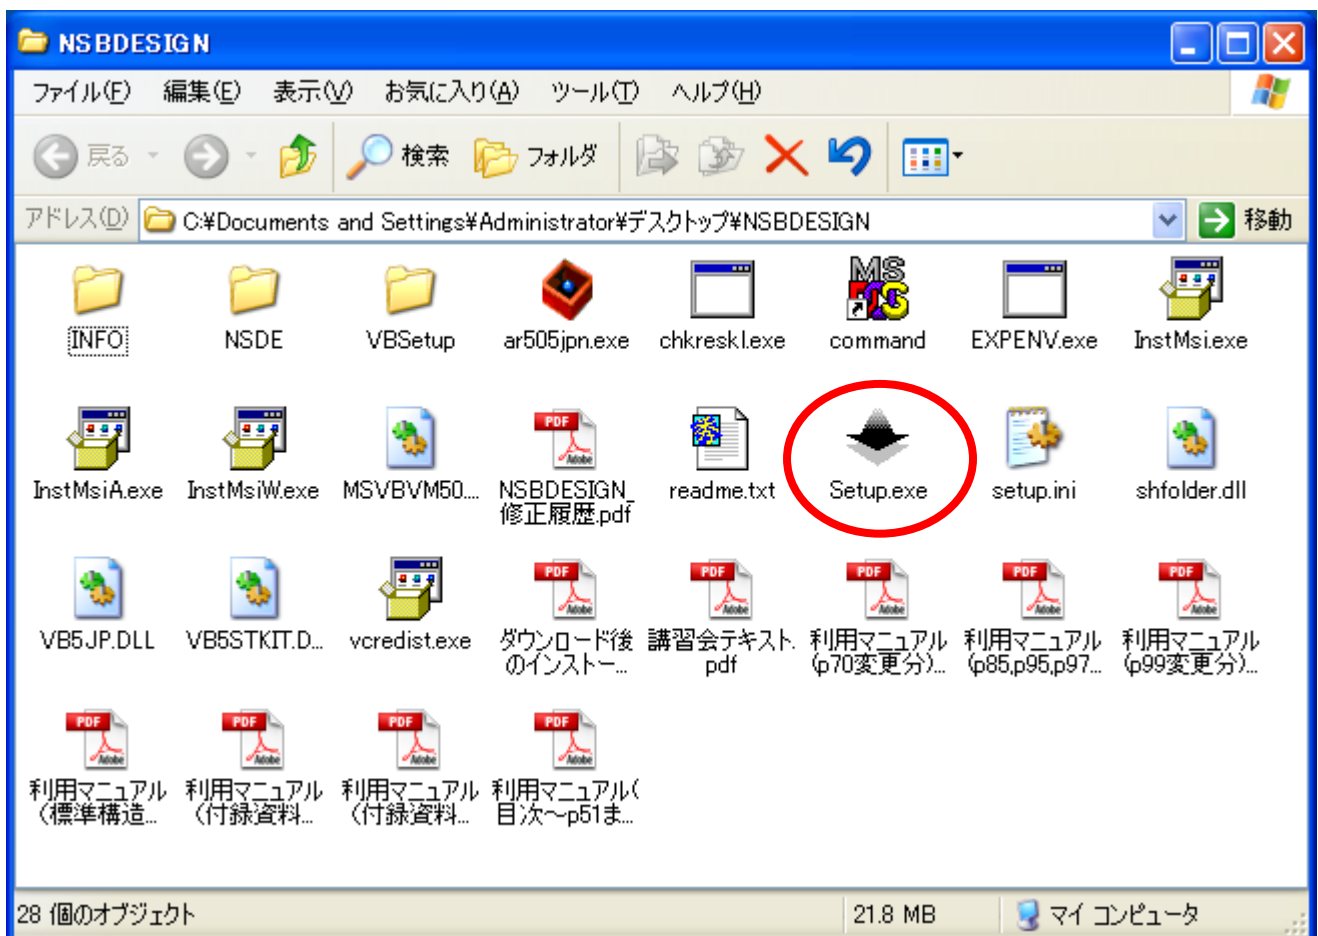 NSBDESIGN
ファイル(F) 編集(E) 表示(V) お気に入り(A) ツール(T) ヘルプ(H)
戻る 検索 フォルダ
アドレス(D) C:¥Documents and Settings¥Administrator¥デスクトップ¥NSBDESIGN 移動
INFO NSDE VBSetup ar505jpn.exe chkreskl.exe MS DOS command EXPENV.exe InstMsi.exe
InstMsiA.exe InstMsiW.exe MSVBVM50.... NSBDESIGN_ readme.txt Setup.exe setup.ini shfolder.dll
修正履歴.pdf
VB5JP.DLL VB5STKIT.D... vcredist.exe ダウンロード後 講習会テキスト. 利用マニュアル 利用マニュアル 利用マニュアル
のインストー... pdf (p70変更分)... (p85,p95,p97... (p99変更分)...
利用マニュアル 利用マニュアル 利用マニュアル 利用マニュアル(
(標準構造... (付録資料... (付録資料... 目次～p51ま...
28 個のオブジェクト 21.8 MB マイ コンピュータ